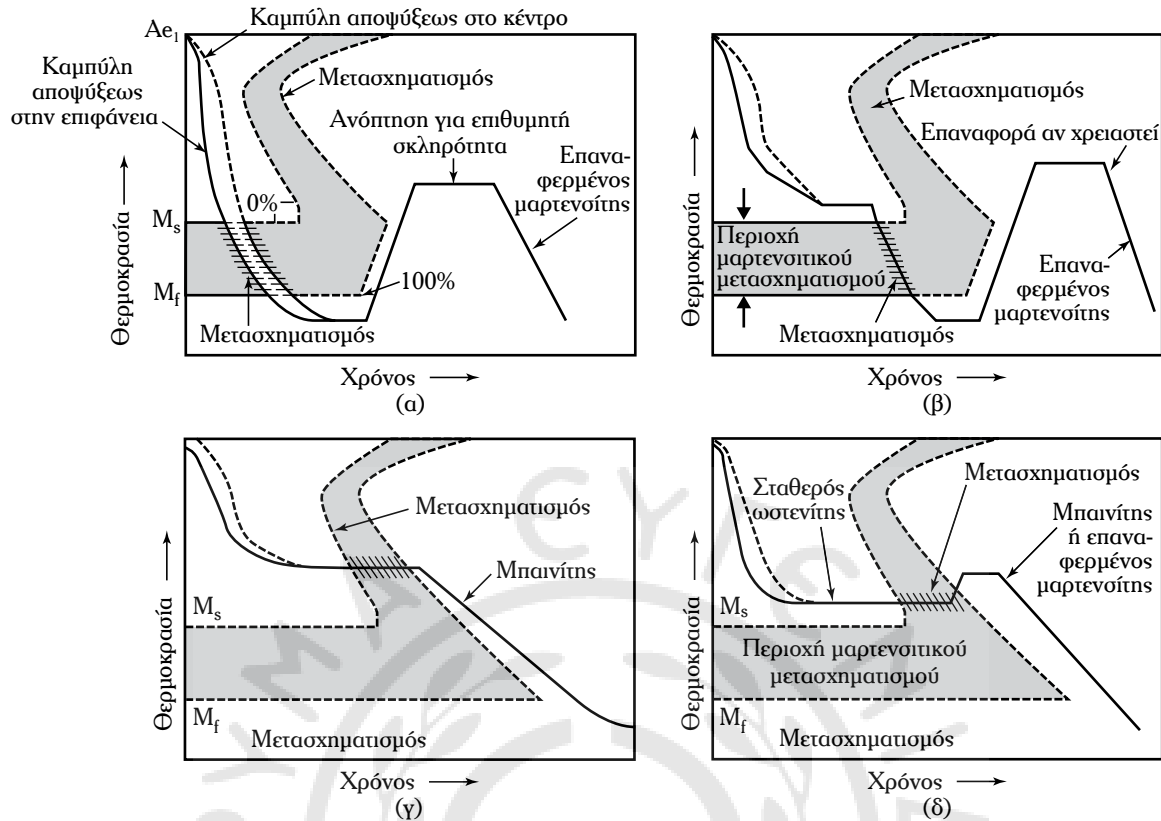 Καμπύλη αποψύξεως στο κέντρο
Ae1
Καμπύλη
αποψύξεως
στην επιφάνεια
Μετασχηματισμός
Ανόπτηση για επιθυμητή
σκληρότητα
Επανα-
φερμένος
μαρτενσίτης
0%
Ms
Mf
100%
Μετασχηματισμός
Θερμοκρασία
Χρόνος
(α)
Μετασχηματισμός
Επαναφορά αν χρειαστεί
Ms
Περιοχή
μαρτενσιτικού
μετασχηματισμού
Mf
Επανα-
φερμένος
μαρτενσίτης
Μετασχηματισμός
Θερμοκρασία
Χρόνος
(β)
Μετασχηματισμός
Μπαινίτης
Ms
Mf
Μετασχηματισμός
Θερμοκρασία
Χρόνος
(γ)
Μετασχηματισμός
Σταθερός
ωστενίτης
Μπαινίτης
ή επανα-
φερμένος
μαρτενσίτης
Ms
Περιοχή μαρτενσιτικού
μετασχηματισμού
Mf
Μετασχηματισμός
Θερμοκρασία
Χρόνος
(δ)